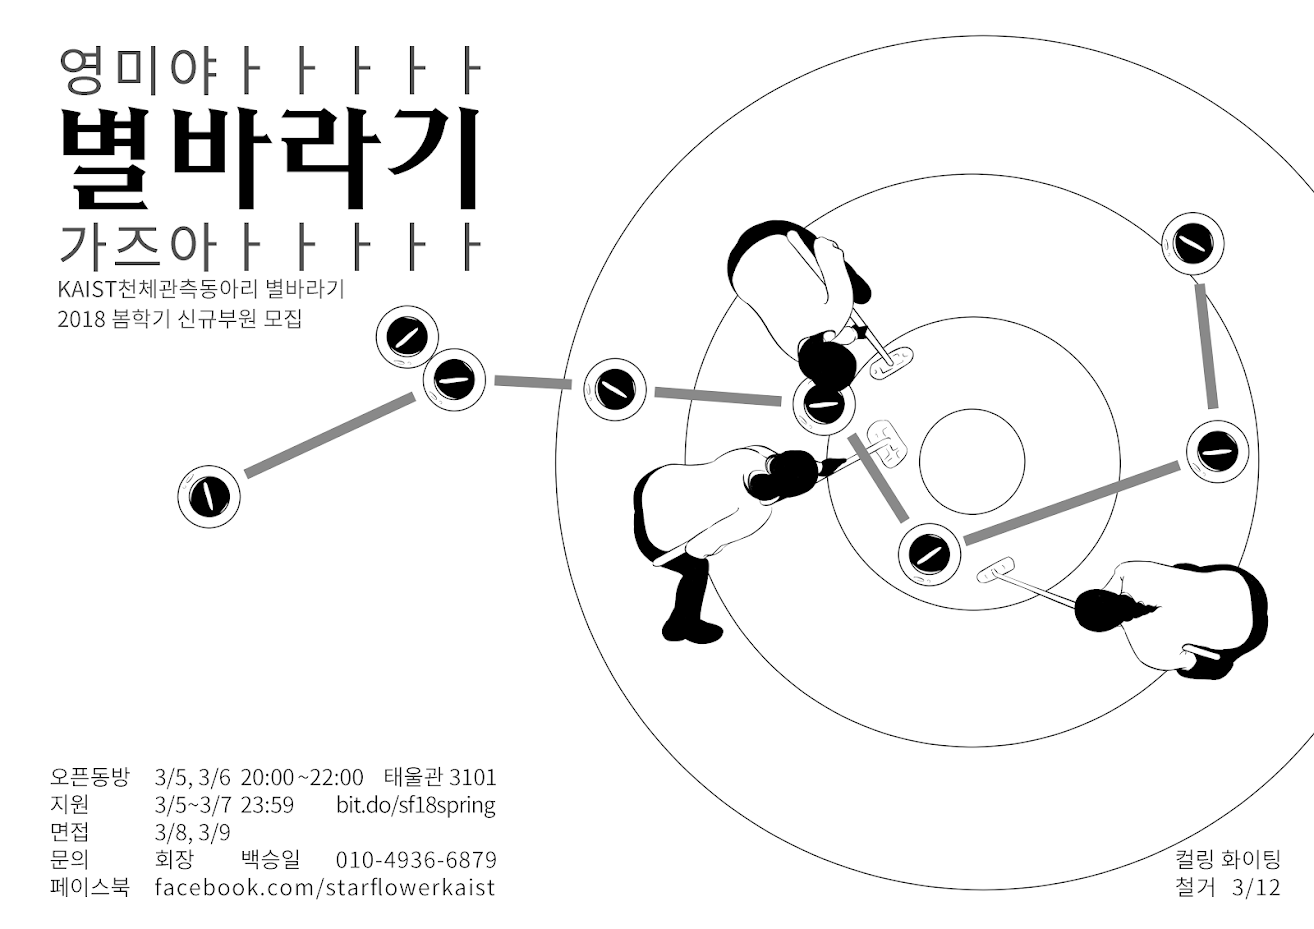 영미야ㅏㅏㅏㅏㅏ
별바라기
가즈아ㅏㅏㅏㅏㅏ
KAIST천체관측동아리 별바라기
2018 봄학기 신규부원 모집
오픈동방 3/5, 3/6 20:00~22:00 태울관 3101
지원 3/5~3/7 23:59 bit.do/sf18spring
면접 3/8, 3/9
문의 회장 백승일 010-4936-6879
페이스북 facebook.com/starflowerkaist
컬링 화이팅
철거 3/12